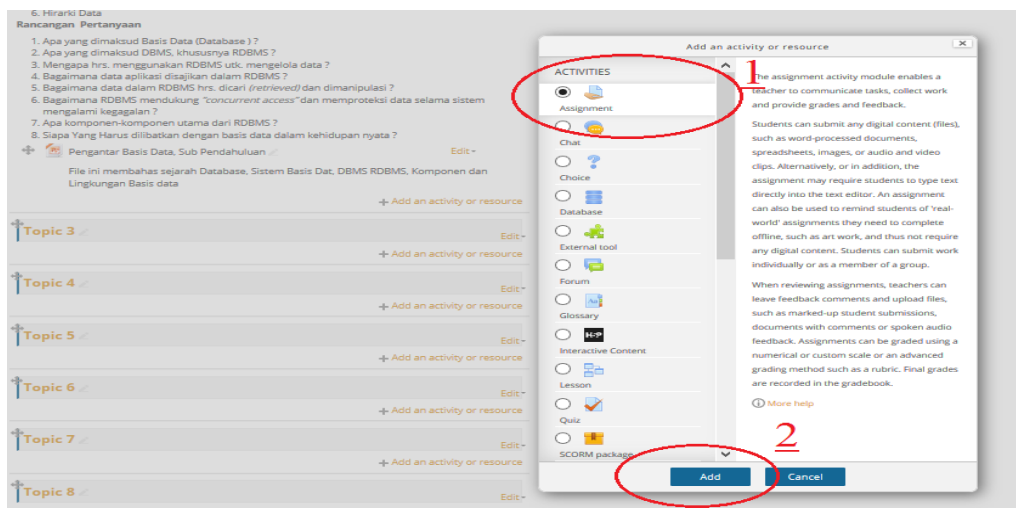 6. Hirarki Data
Rancangan Pertanyaan
1. Apa yang dimaksud Basis Data (Database ) ?
2. Apa yang dimaksud DBMS, khususnya RDBMS ?
3. Mengapa hrs. menggunakan RDBMS utk. mengelola data ?
4. Bagaimana data aplikasi disajikan dalam RDBMS ?
5. Bagaimana data dalam RDBMS hrs. dicari (retrieved) dan dimanipulasi ?
6. Bagaimana RDBMS mendukung "concurrent access" dan memproteksi data selama sistem
mengalami kegagalan ?
7. Apa komponen-komponen utama dari RDBMS ?
8. Siapa Yang Harus dilibatkan dengan basis data dalam kehidupan nyata ?
Pengantar Basis Data, Sub Pendahuluan
Edit
File ini membahas sejarah Database, Sistem Basis Dat, DBMS RDBMS, Komponen dan
Lingkungan Basis data
+ Add an activity or resource
Topic 3
Edit
+ Add an activity or resource
Topic 4
Edit
+ Add an activity or resource
Topic 5
Edit
+ Add an activity or resource
Topic 6
Edit
+ Add an activity or resource
Topic 7
Edit
+ Add an activity or resource
Topic 8
Edit
Add an activity or resource
x
1
ACTIVITIES
Assignment
Chat
Choice
Database
External tool
Forum
Glossary
H-P
Interactive Content
Lesson
Quiz
SCORM package
The assignment activity module enables a
teacher to communicate tasks, collect work
and provide grades and feedback.
Students can submit any digital content (files),
such as word-processed documents,
spreadsheets, images, or audio and video
clips. Alternatively, or in addition, the
assignment may require students to type text
directly into the text editor. An assignment
can also be used to remind students of 'real-
world' assignments they need to complete
offline, such as art work, and thus not require
any digital content. Students can submit work
individually or as a member of a group.
When reviewing assignments, teachers can
leave feedback comments and upload files,
such as marked-up student submissions,
documents with comments or spoken audio
feedback. Assignments can be graded using a
numerical or custom scale or an advanced
grading method such as a rubric. Final grades
are recorded in the gradebook.
More help
2
Add
Cancel